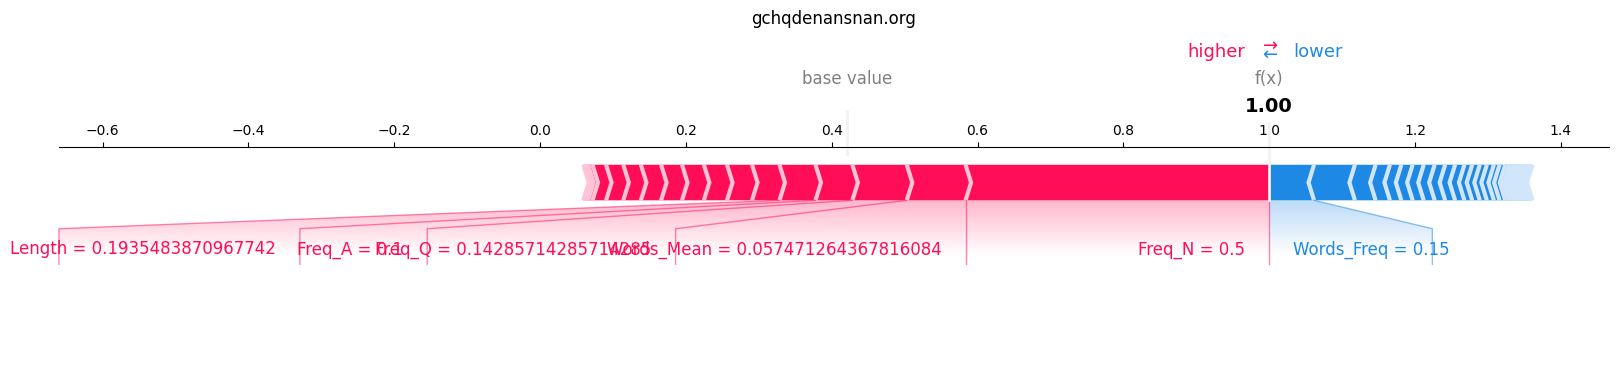 gchqdenansnan.org
higher ⇄ lower
base value f(x)
1.00
−0.6 −0.4 −0.2 0.0 0.2 0.4 0.6 0.8 1.0 1.2 1.4
Length = 0.1935483870967742 Freq_A = 0.1 Freq_Q = 0.14285714285714285 Words_Mean = 0.057471264367816084 Freq_N = 0.5 Words_Freq = 0.15